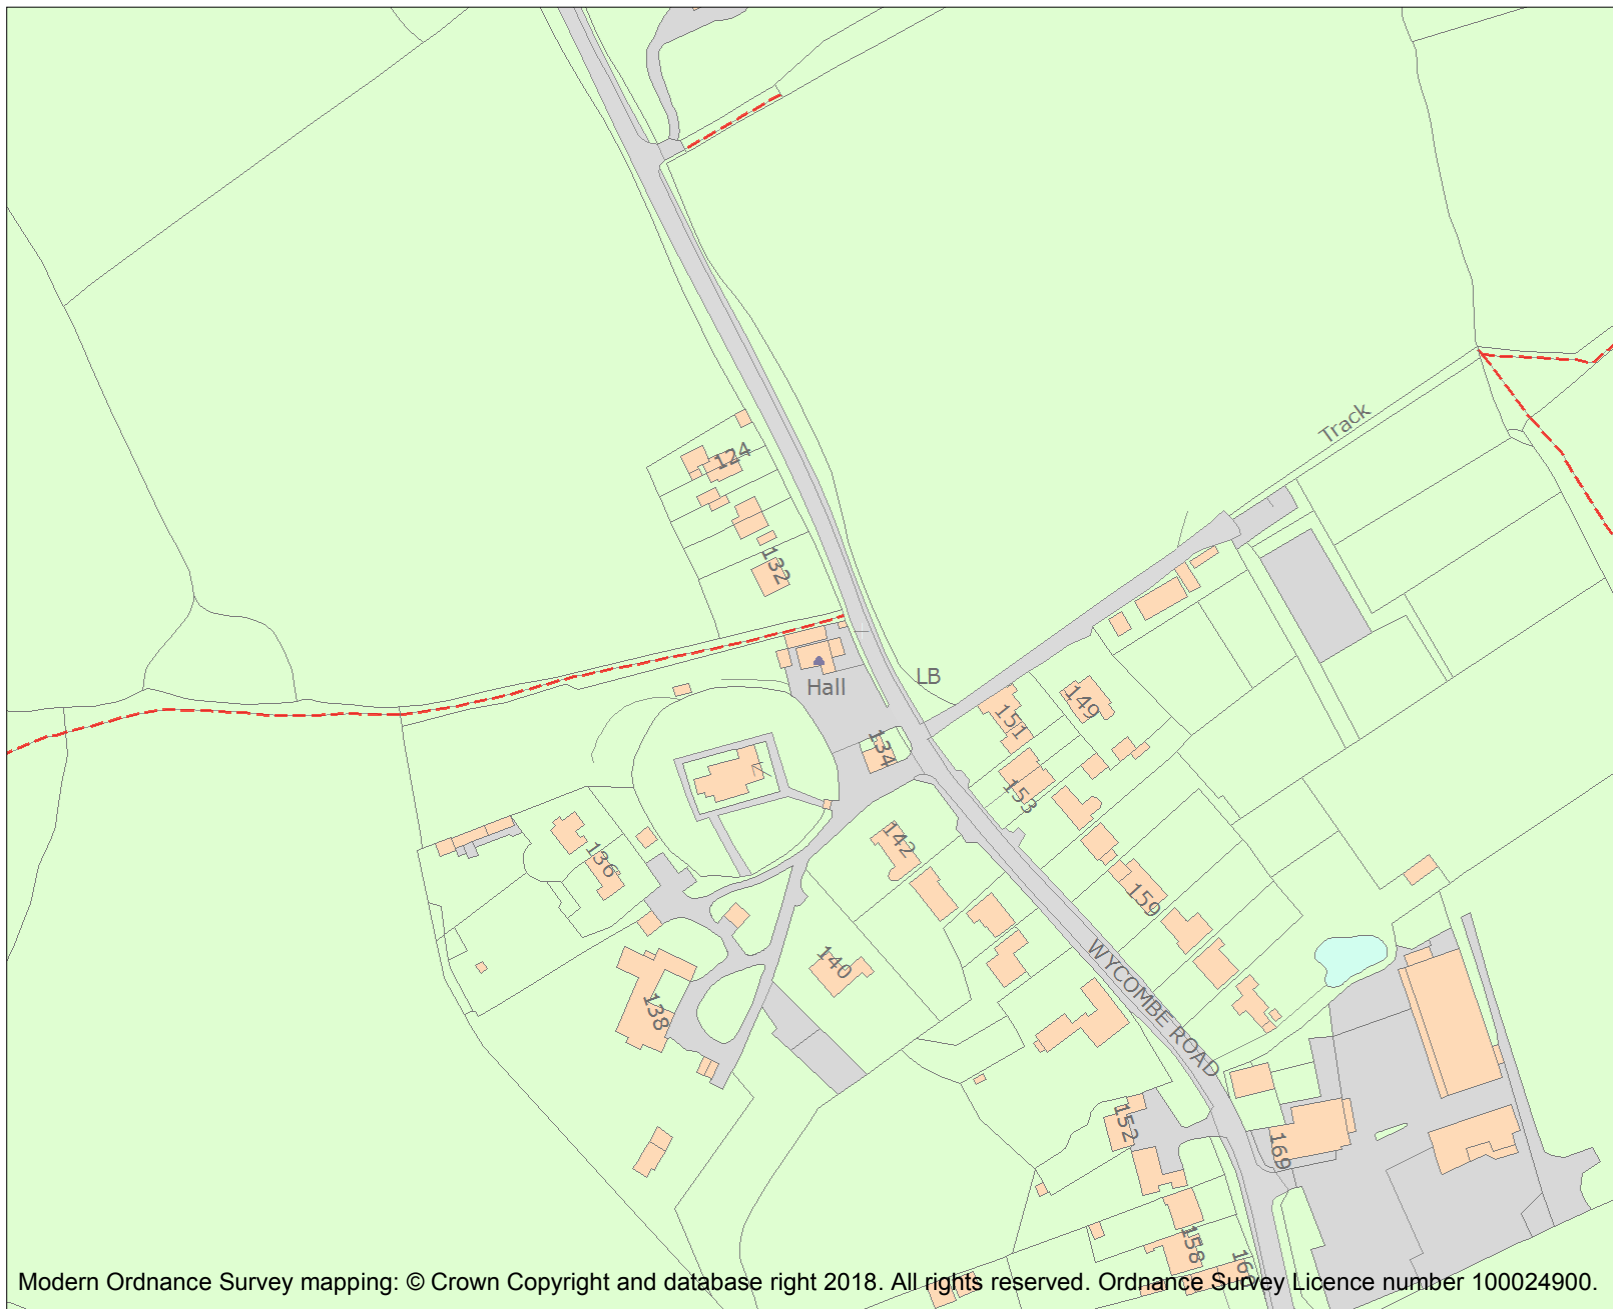 Track
124
132
LB
Hall
149
151
134
153
142
136
159
140
WYCOMBE ROAD
138
152
169
158
Modern Ordnance Survey mapping: © Crown Copyright and database right 2018. All rights reserved. Ordnance Survey Licence number 100024900.